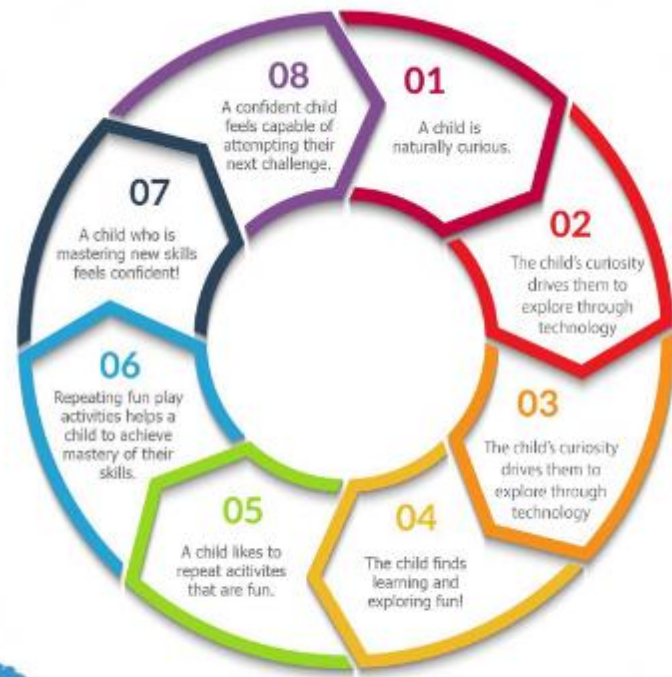 01
A child is
naturally curious.
02
The child's curiosity
drives them to
explore through
technology
03
The child's curiosity
drives them to
explore through
technology
04
The child finds
learning and
exploring fun!
05
A child likes to
repeat acitivites
that are fun.
06
Repeating fun play
activities helps a
child to achieve
mastery of their
skills.
07
A child who is
mastering new skills
feels confident!
08
A confident child
feels capable of
attempting their
next challenge.